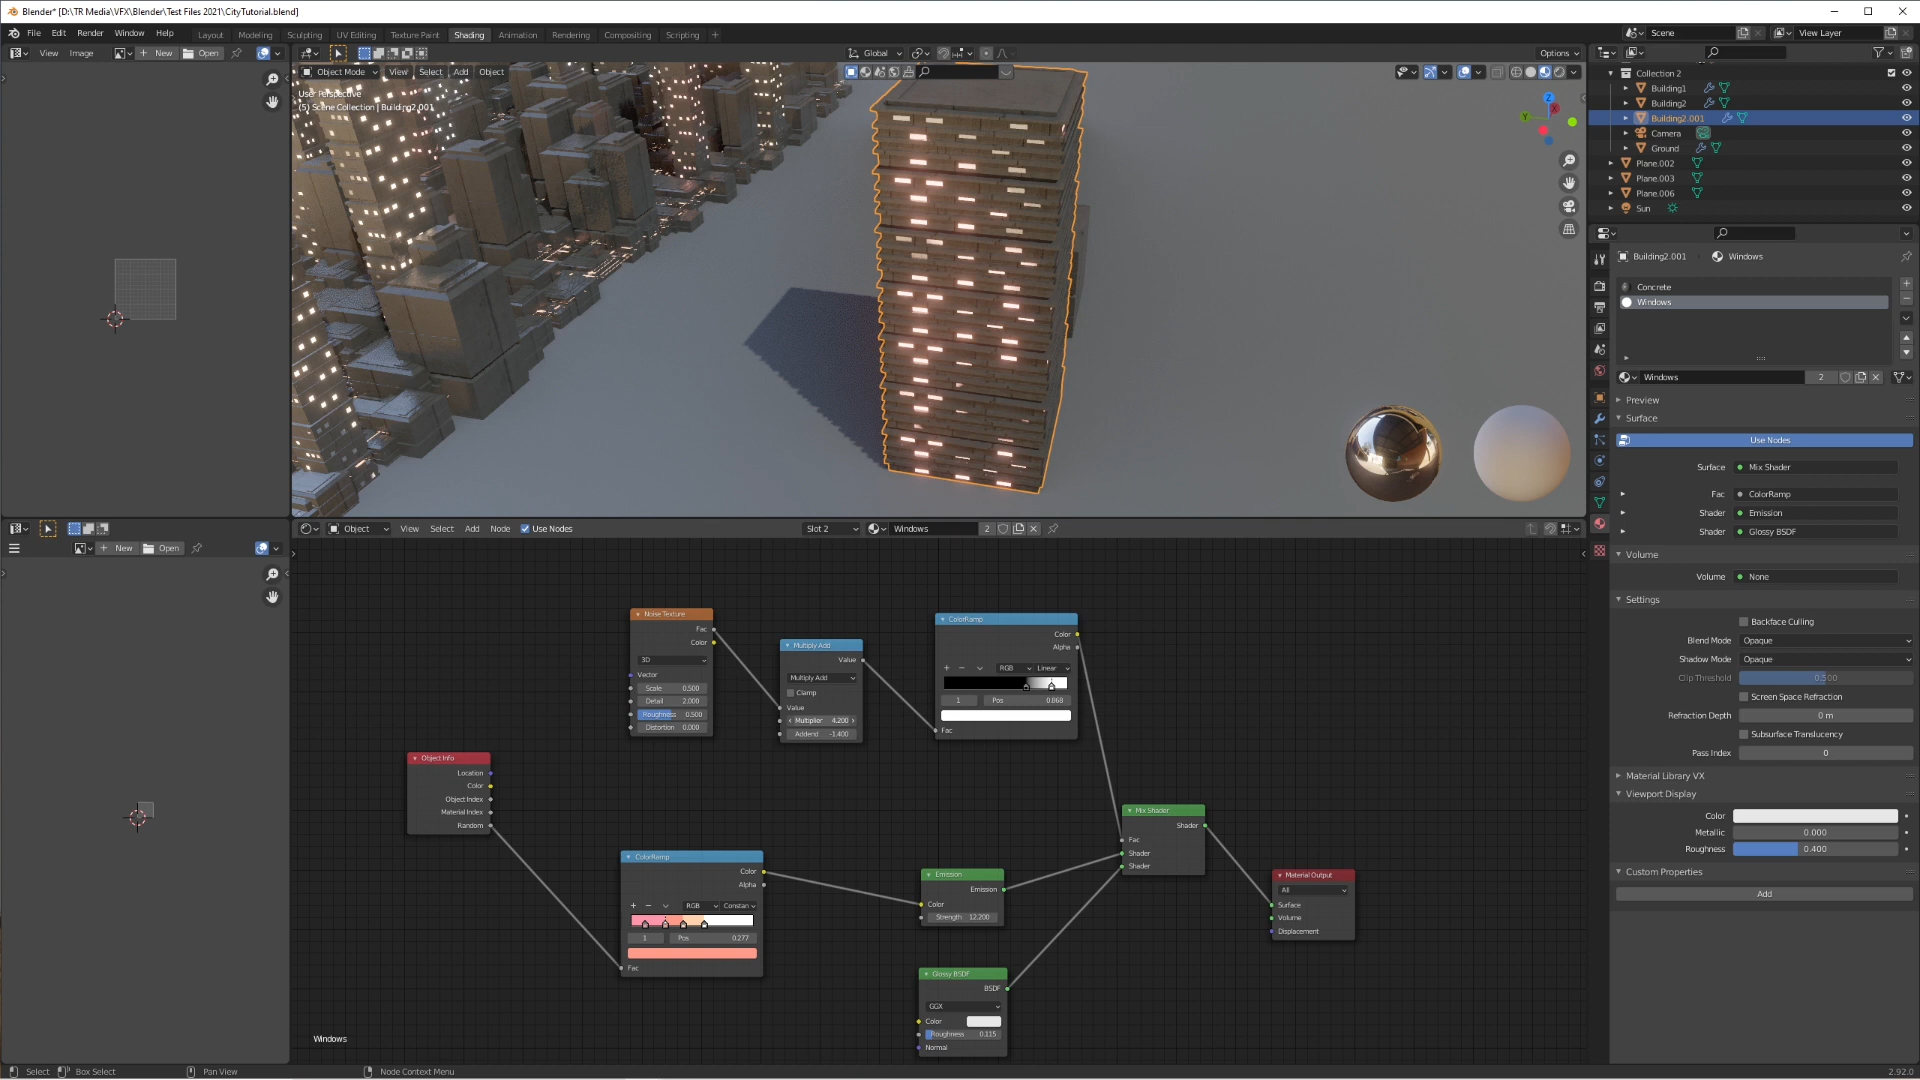 Blender* [D:\TR Media\VFX\Blender\Test Files 2021\CityTutorial.blend]
File Edit Render Window Help Layout Modeling Sculpting UV Editing Texture Paint Shading Animation Rendering Compositing Scripting + Scene View Layer
View Image New Open Global Options
Object Mode View Select Add Object
User Perspective
(5) Scene Collection | Building2.001
Z
Y
X
Collection 2
Building1
Building2
Building2.001
Camera
Ground
Plane.002
Plane.003
Plane.006
Sun
Building2.001 Windows
Concrete
Windows
Windows 2
Preview
Surface
Use Nodes
Surface Mix Shader
Fac ColorRamp
Shader Emission
Shader Glossy BSDF
Volume
Volume None
Settings
Backface Culling
Blend Mode Opaque
Shadow Mode Opaque
Clip Threshold 0.500
Screen Space Refraction
Refraction Depth 0 m
Subsurface Translucency
Pass Index 0
Material Library VX
Viewport Display
Color
Metallic 0.000
Roughness 0.400
Custom Properties
Add
New Open
Object View Select Add Node Use Nodes Slot 2 Windows 2
Noise Texture
Fac
Color
3D
Vector
Scale 0.500
Detail 2.000
Roughness 0.500
Distortion 0.000
Multiply Add
Value
Multiply Add
Clamp
Value
Multiplier 4.200
Addend -1.400
ColorRamp
Color
Alpha
RGB Linear
1 Pos 0.868
Fac
Object Info
Location
Color
Object Index
Material Index
Random
ColorRamp
Color
Alpha
RGB Constan
1 Pos 0.277
Fac
Emission
Emission
Color
Strength 12.200
Glossy BSDF
BSDF
GGX
Color
Roughness 0.115
Normal
Mix Shader
Shader
Fac
Shader
Shader
Material Output
All
Surface
Volume
Displacement
Windows
Select Box Select Pan View Node Context Menu 2.92.0